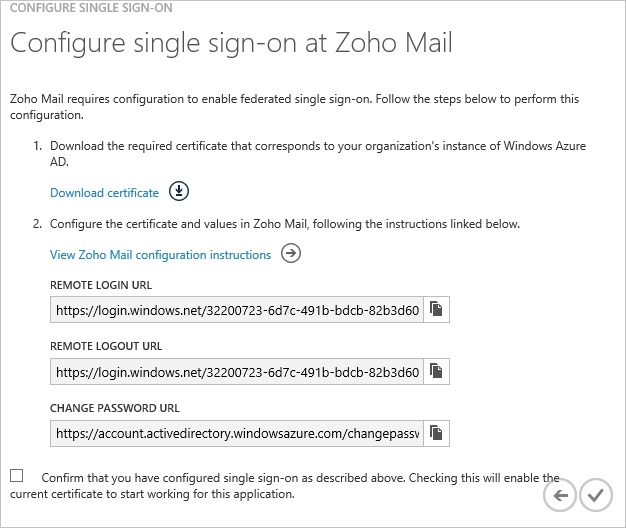 CONFIGURE SINGLE SIGN-ON
Configure single sign-on at Zoho Mail
Zoho Mail requires configuration to enable federated single sign-on. Follow the steps below to perform this
configuration.
1. Download the required certificate that corresponds to your organization's instance of Windows Azure
AD.
Download certificate
2. Configure the certificate and values in Zoho Mail, following the instructions linked below.
View Zoho Mail configuration instructions
REMOTE LOGIN URL
https://login.windows.net/32200723-6d7c-491b-bdcb-82b3d60
REMOTE LOGOUT URL
https://login.windows.net/32200723-6d7c-491b-bdcb-82b3d60
CHANGE PASSWORD URL
https://account.activedirectory.windowsazure.com/changepassw
Confirm that you have configured single sign-on as described above. Checking this will enable the
current certificate to start working for this application.